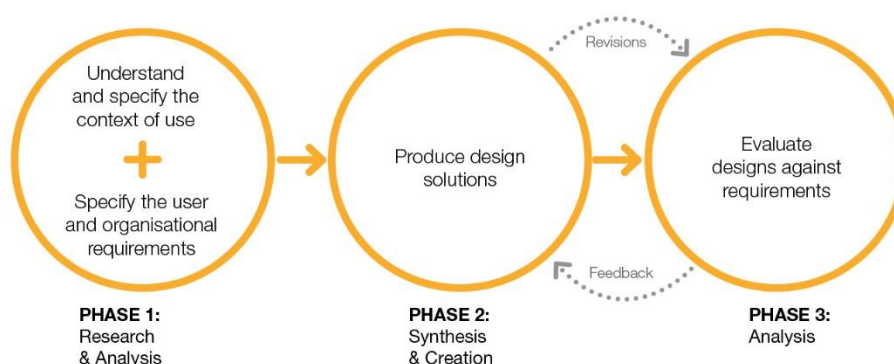 Understand
and specify the
context of use
+
Specify the user
and organisational
requirements
PHASE 1:
Research
& Analysis
Produce design
solutions
PHASE 2:
Synthesis
& Creation
Revisions
Feedback
Evaluate
designs against
requirements
PHASE 3:
Analysis